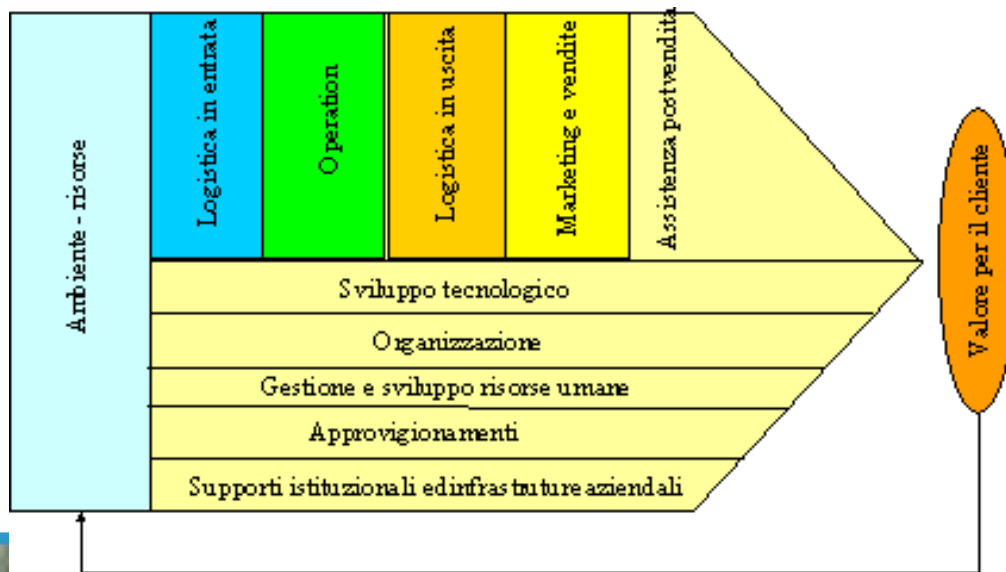 Ambiente - risorse
Logistica in entrata
Operation
Logistica in uscita
Marketing e vendite
Assistenza postvendita
Valore per il cliente
Sviluppo tecnologico
Organizzazione
Gestione e sviluppo risorse umane
Approvigionamenti
Supporti istituzionali ed infrastruture aziendali